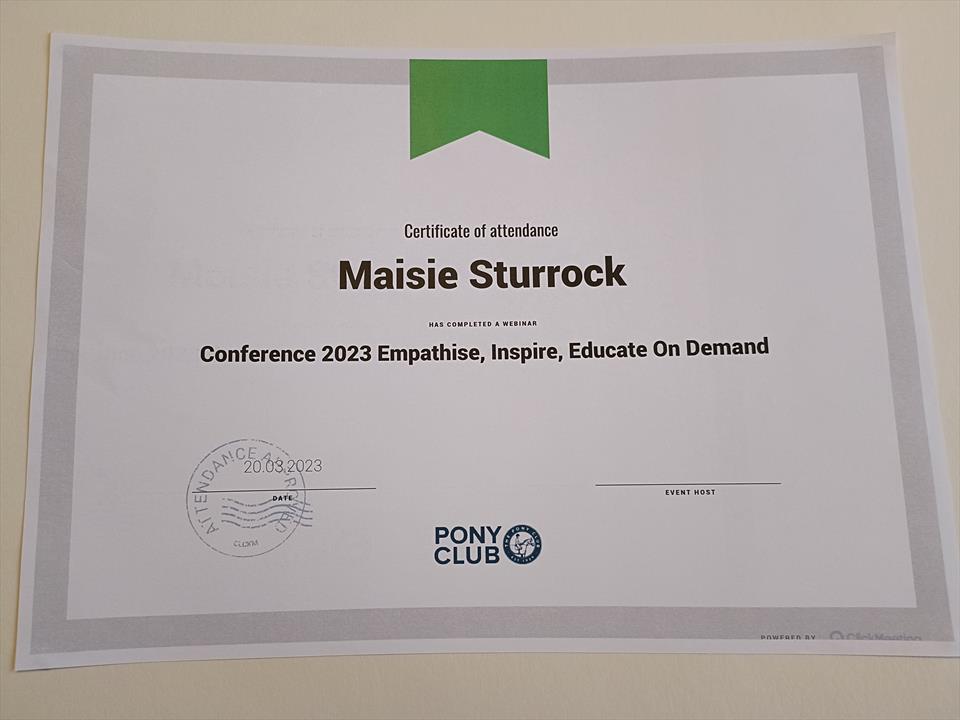 Certificate of attendance
Maisie Sturrock
HAS COMPLETED A WEBINAR
Conference 2023 Empathise, Inspire, Educate On Demand
20.03.2023
DATE
EVENT HOST
PONY
CLUB
POWERED BY ClickMeeting